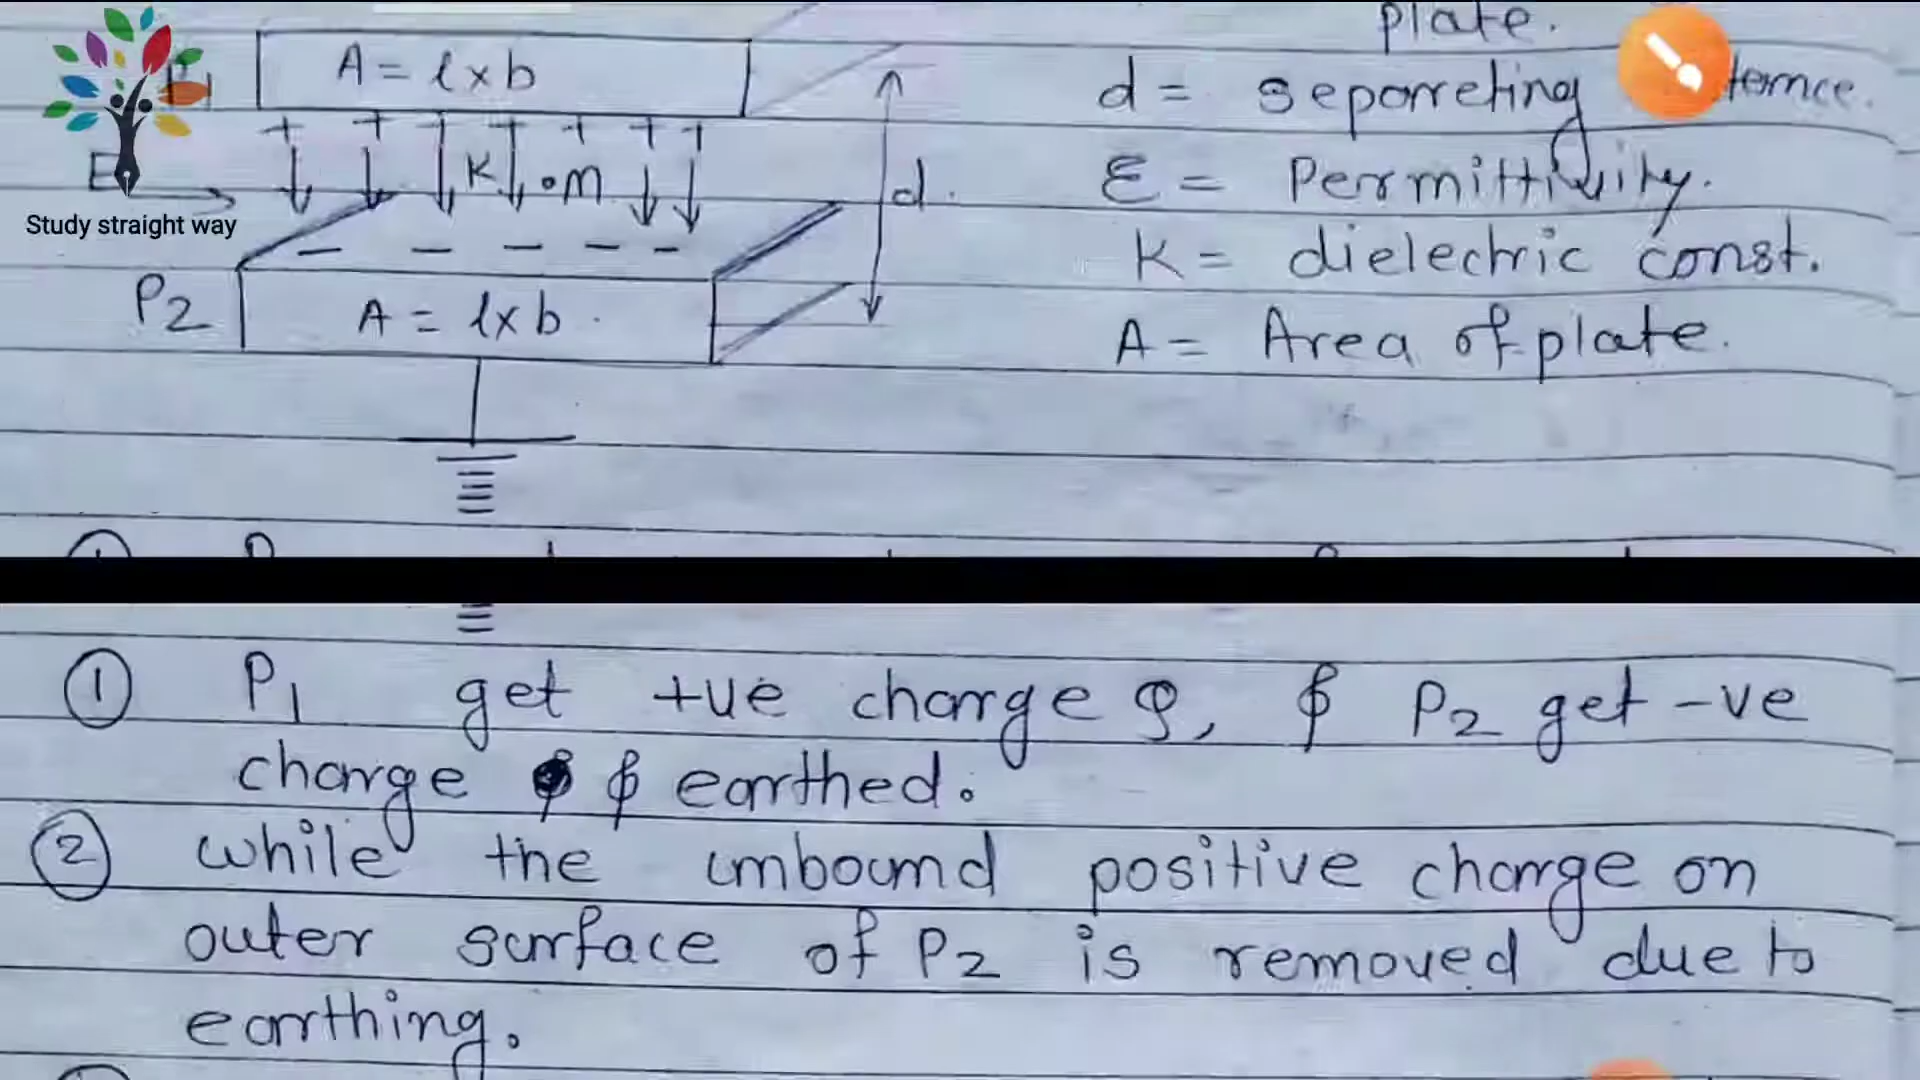 plate.
A = l x b
d = separeting
E = Permittivity.
K . m
d.
Study straight way
K = dielectric const.
P2
A = l x b
A = Area of plate.
① P1 get +ve charge Q, & P2 get -ve
charge & earthed.
② while the unbound positive charge on
outer surface of P2 is removed due to
earthing.